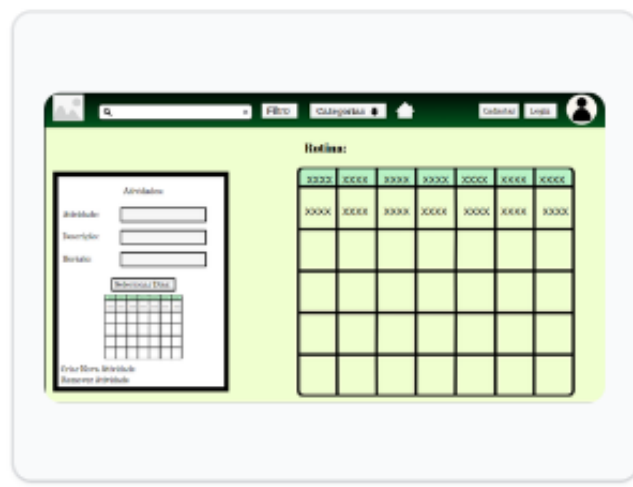 Filtro Categorias Cadastrar Login
Rotina:
Atividades:
Atividade:
Descrição:
Horário:
Selecionar Dias
Criar Nova Atividade
Remover Atividade
xxxx xxxx xxxx xxxx xxxx xxxx xxxx
xxxx xxxx xxxx xxxx xxxx xxxx xxxx